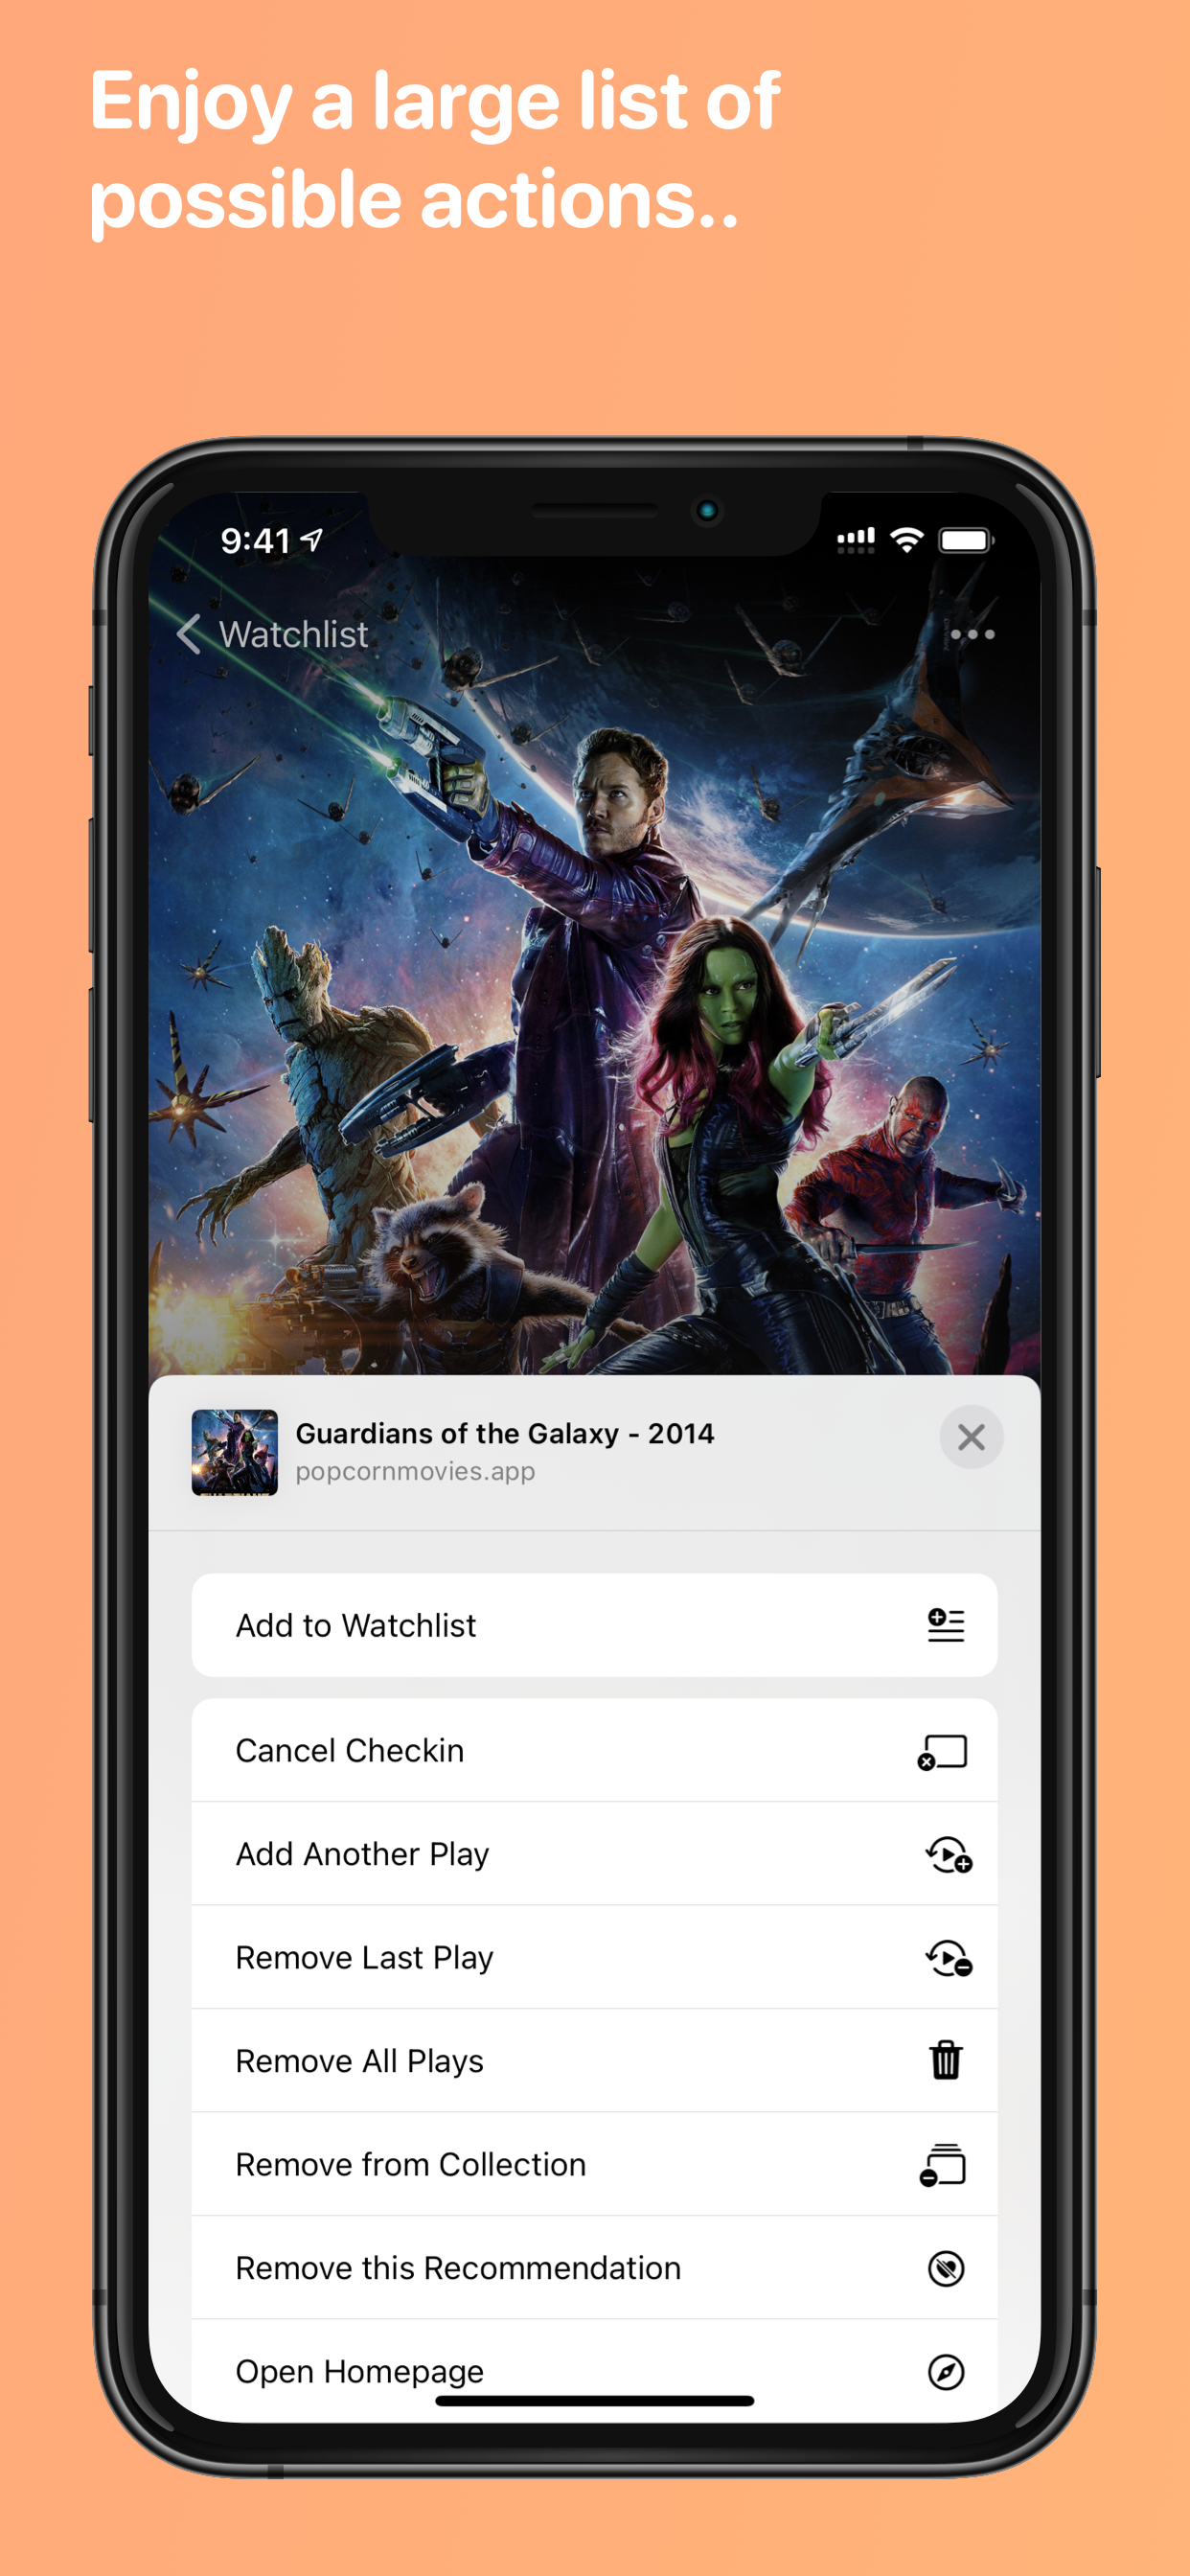 Enjoy a large list of
possible actions..
9:41
Watchlist
Guardians of the Galaxy - 2014
popcornmovies.app
Add to Watchlist
Cancel Checkin
Add Another Play
Remove Last Play
Remove All Plays
Remove from Collection
Remove this Recommendation
Open Homepage